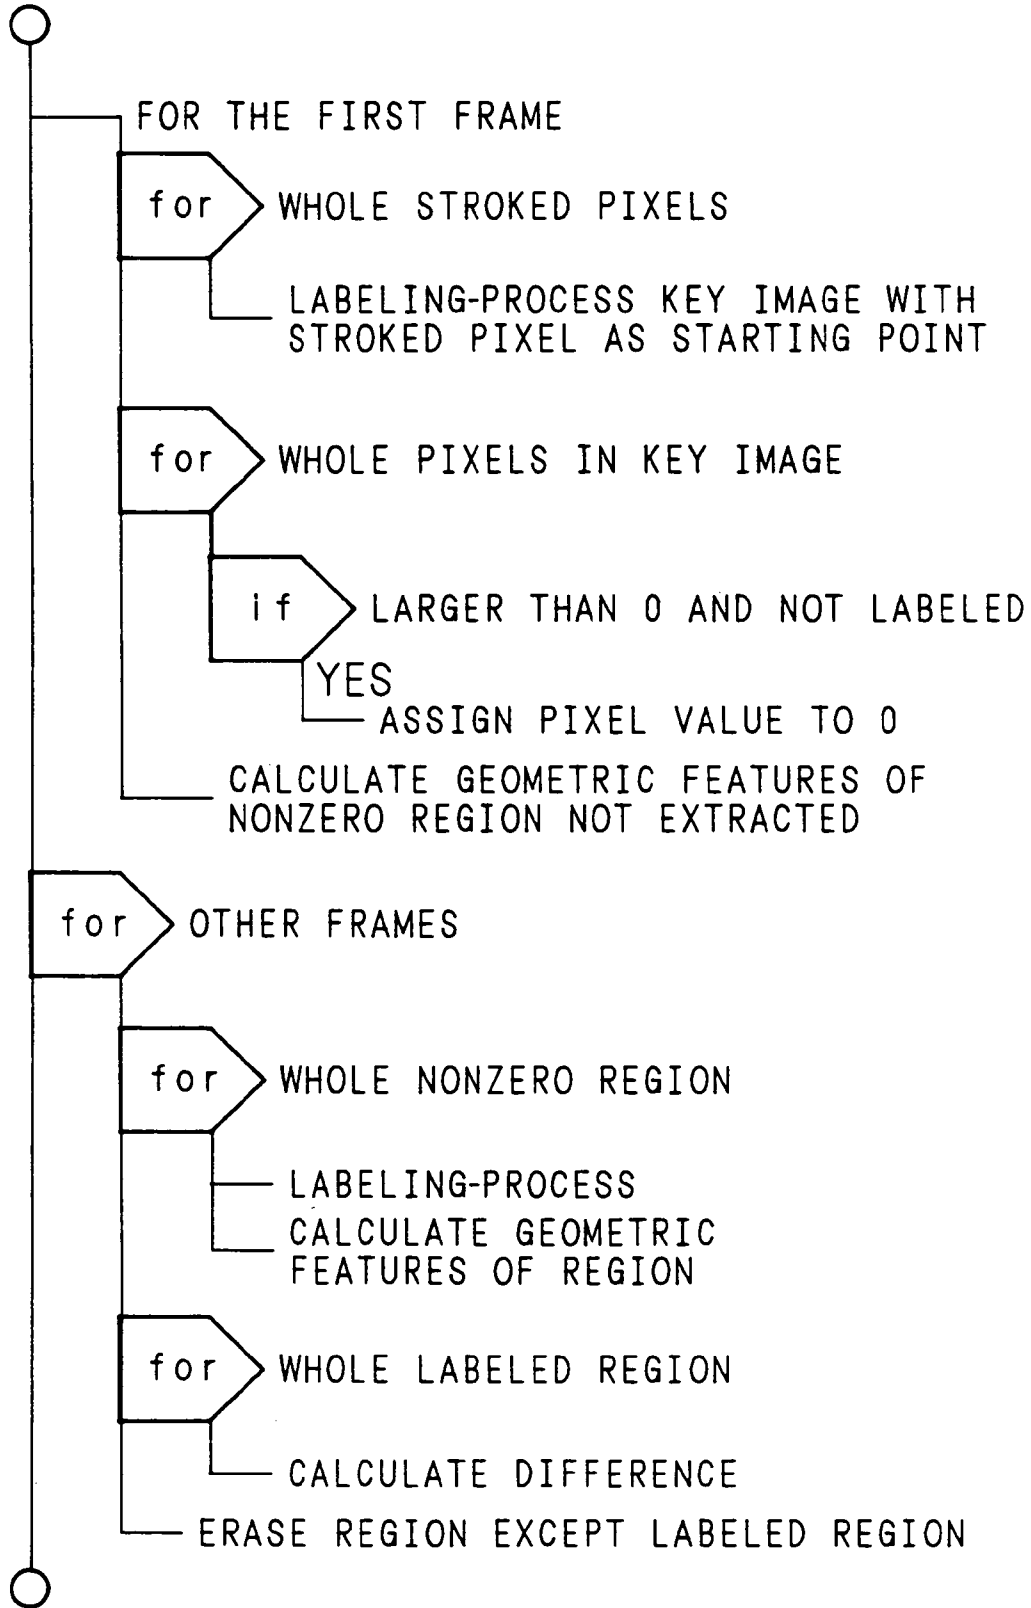 FOR THE FIRST FRAME
for WHOLE STROKED PIXELS
LABELING-PROCESS KEY IMAGE WITH
STROKED PIXEL AS STARTING POINT
for WHOLE PIXELS IN KEY IMAGE
if LARGER THAN 0 AND NOT LABELED
YES
ASSIGN PIXEL VALUE TO 0
CALCULATE GEOMETRIC FEATURES OF
NONZERO REGION NOT EXTRACTED
for OTHER FRAMES
for WHOLE NONZERO REGION
LABELING-PROCESS
CALCULATE GEOMETRIC
FEATURES OF REGION
for WHOLE LABELED REGION
CALCULATE DIFFERENCE
ERASE REGION EXCEPT LABELED REGION